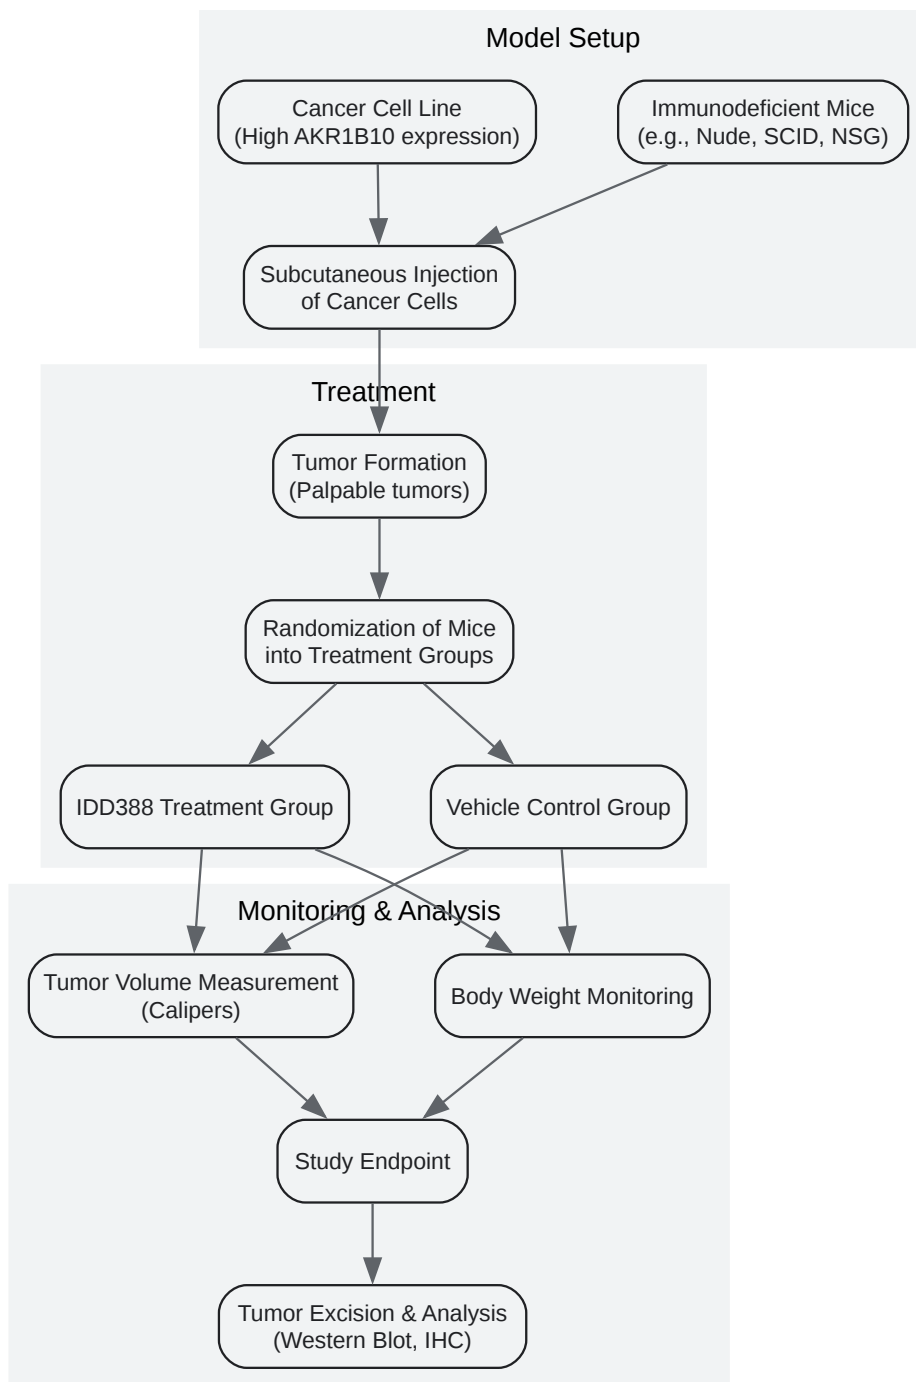 Model Setup
Cancer Cell Line
(High AKR1B10 expression)
Immunodeficient Mice
(e.g., Nude, SCID, NSG)
Subcutaneous Injection
of Cancer Cells
Treatment
Tumor Formation
(Palpable tumors)
Randomization of Mice
into Treatment Groups
IDD388 Treatment Group
Vehicle Control Group
Monitoring & Analysis
Tumor Volume Measurement
(Calipers)
Body Weight Monitoring
Study Endpoint
Tumor Excision & Analysis
(Western Blot, IHC)